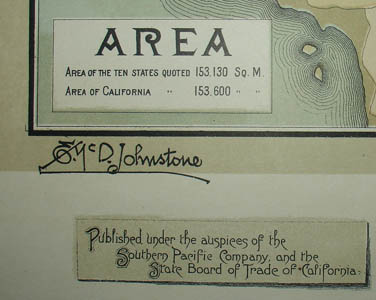 AREA
AREA OF THE TEN STATES QUOTED 153,130 SQ. M.
AREA OF CALIFORNIA " 153,600 " "
McD. Johnstone
Published under the auspices of the
Southern Pacific Company, and the
State Board of Trade of California.